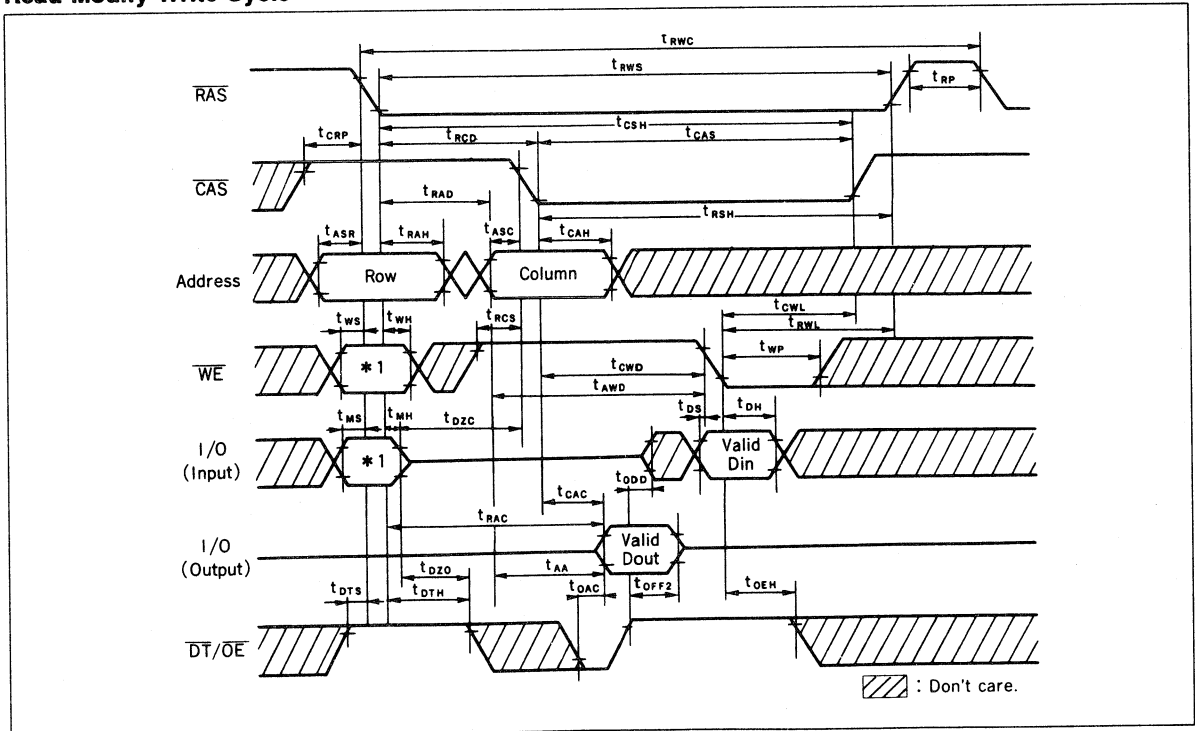 Read-Modify-Write Cycle
tRWC
tRWS
tRP
RAS
tCSH
tCRP
tRCD
tCAS
CAS
tRAD
tRSH
tASR
tRAH
tASC
tCAH
Address
Row
Column
tCWL
tRWL
tWS
tWH
tRCS
tWP
WE
*1
tCWD
tAWD
tMS
tMH
tDZC
tDS
tDH
I/O
(Input)
*1
Valid
Din
tODD
tCAC
tRAC
I/O
(Output)
Valid
Dout
tDZO
tAA
tOFF2
tOEH
tDTS
tDTH
tOAC
DT/OE
: Don't care.